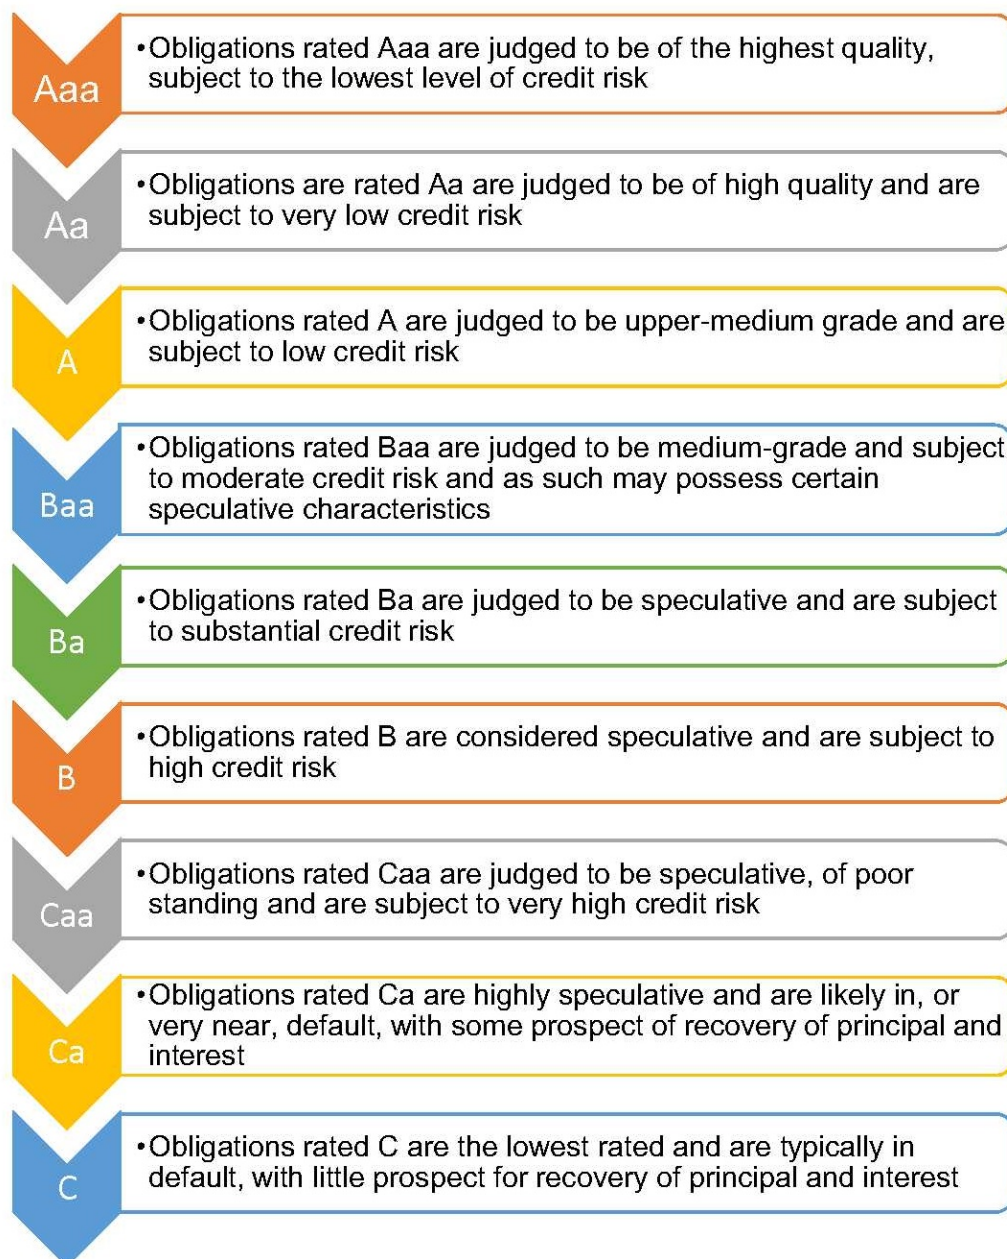 Aaa
•Obligations rated Aaa are judged to be of the highest quality,
subject to the lowest level of credit risk
Aa
•Obligations are rated Aa are judged to be of high quality and are
subject to very low credit risk
A
•Obligations rated A are judged to be upper-medium grade and are
subject to low credit risk
Baa
•Obligations rated Baa are judged to be medium-grade and subject
to moderate credit risk and as such may possess certain
speculative characteristics
Ba
•Obligations rated Ba are judged to be speculative and are subject
to substantial credit risk
B
•Obligations rated B are considered speculative and are subject to
high credit risk
Caa
•Obligations rated Caa are judged to be speculative, of poor
standing and are subject to very high credit risk
Ca
•Obligations rated Ca are highly speculative and are likely in, or
very near, default, with some prospect of recovery of principal and
interest
C
•Obligations rated C are the lowest rated and are typically in
default, with little prospect for recovery of principal and interest